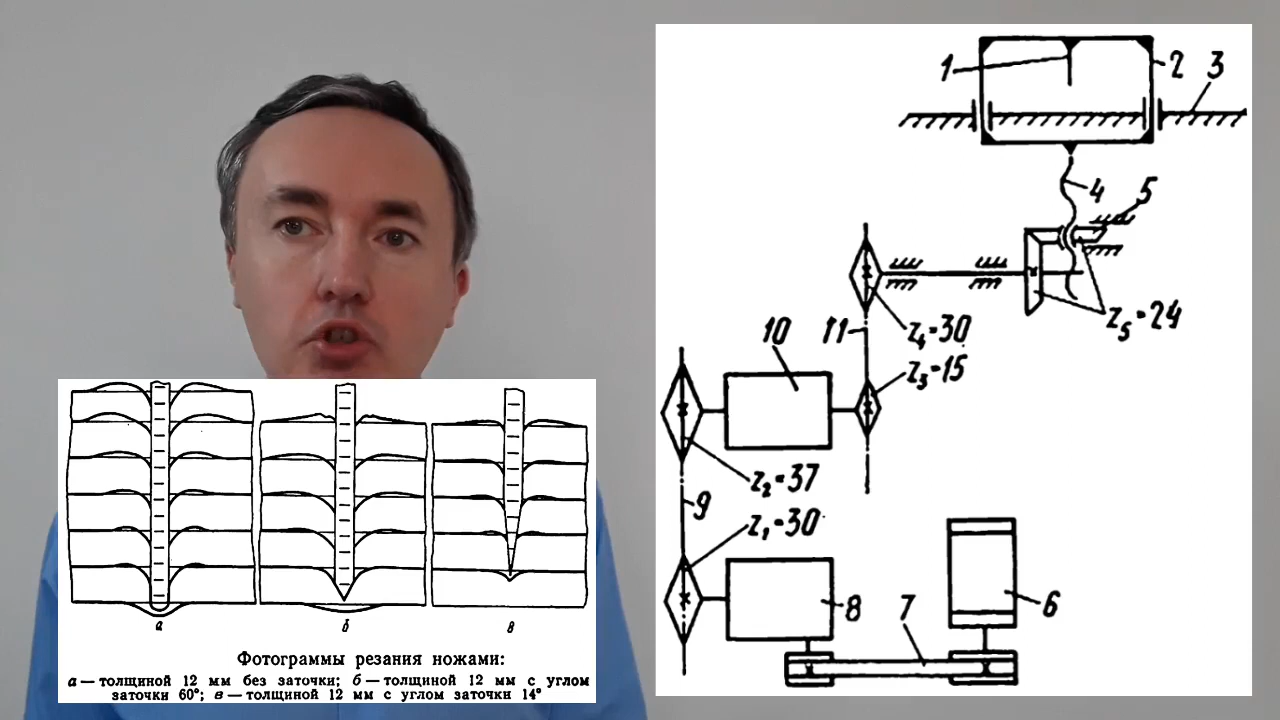 а
б
в
Фотограммы резания ножами:
а — толщиной 12 мм без заточки; б — толщиной 12 мм с углом
заточки 60°; в — толщиной 12 мм с углом заточки 14°
1
2
3
4
5
z₅=24
11
z₄=30
10
z₃=15
z₂=37
9
z₁=30
8
7
6